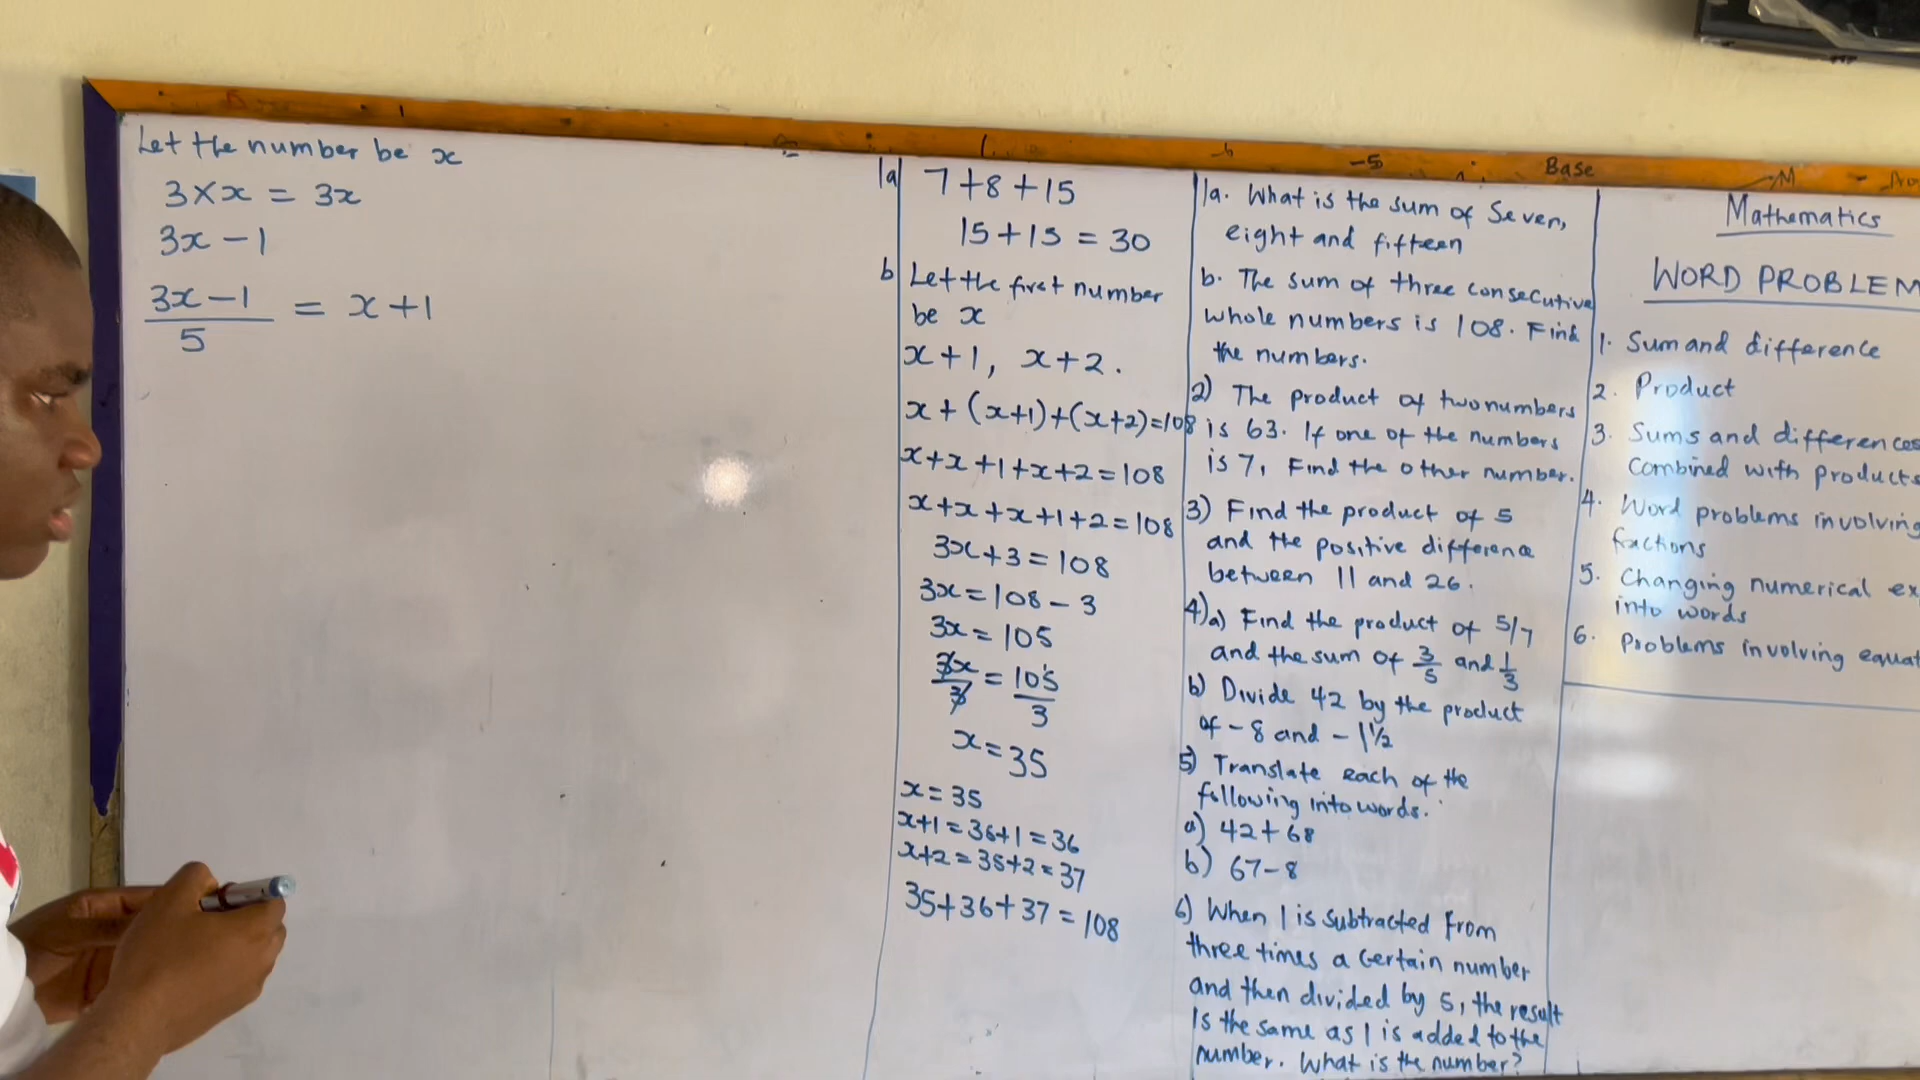 Let the number be x
3 × x = 3x
3x - 1
3x - 1 / 5 = x + 1
1a 7 + 8 + 15
15 + 15 = 30
b Let the first number
be x
x + 1, x + 2.
x + (x+1) + (x+2) = 108
x + x + 1 + x + 2 = 108
x + x + x + 1 + 2 = 108
3x + 3 = 108
3x = 108 - 3
3x = 105
3x/3 = 105/3
x = 35
x = 35
x+1 = 35+1 = 36
x+2 = 35+2 = 37
35 + 36 + 37 = 108
1a. What is the sum of Seven,
eight and fifteen
b. The sum of three consecutive
whole numbers is 108. Find
the numbers.
2) The product of two numbers
is 63. If one of the numbers
is 7, Find the other number.
3) Find the product of 5
and the positive difference
between 11 and 26.
4) a) Find the product of 5/7
and the sum of 3/5 and 1/3
b) Divide 42 by the product
of - 8 and - 1 1/2
5) Translate each of the
following into words.
a) 42 + 68
b) 67 - 8
6) When 1 is subtracted from
three times a certain number
and then divided by 5, the result
is the same as 1 is added to the
number. What is the number?
-5
Base
M
Mathematics
WORD PROBLEM
1. Sum and difference
2. Product
3. Sums and differences
combined with products
4. Word problems involving
factions
5. Changing numerical ex
into words
6. Problems involving equat